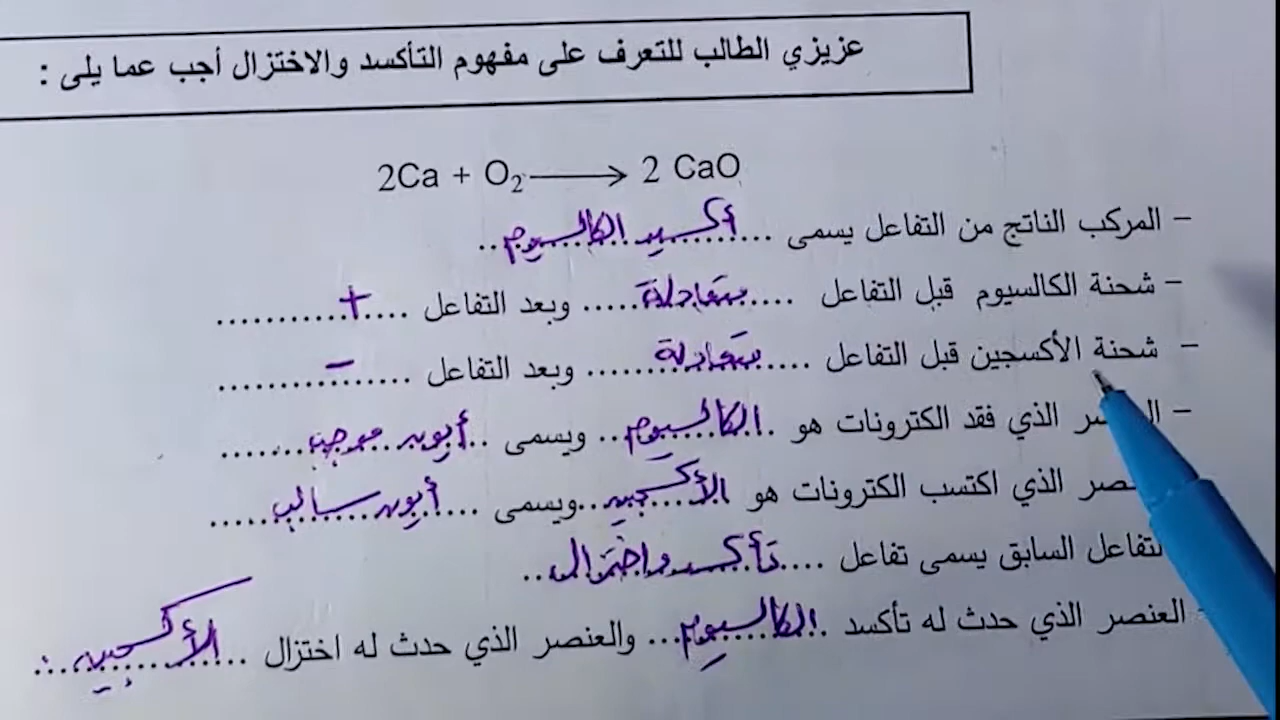 عزيزي الطالب للتعرف على مفهوم التأكسد والاختزال أجب عما يلى :
2Ca + O2 → 2 CaO
– المركب الناتج من التفاعل يسمى ... أكسيد الكالسيوم ..
– شحنة الكالسيوم قبل التفاعل .... متعادلة ..... وبعد التفاعل .... + ............
– شحنة الأكسجين قبل التفاعل .... متعادلة ...... وبعد التفاعل .... – ............
– الذي فقد الكترونات هو .. الكالسيوم .. ويسمى .. أيون موجب ......
الذي اكتسب الكترونات هو الأكسجين .. ويسمى .... أيون سالب ......
التفاعل السابق يسمى تفاعل .... تأكسد واختزال ..
– العنصر الذي حدث له تأكسد .. الكالسيوم ... والعنصر الذي حدث له اختزال ... الأكسجين ....